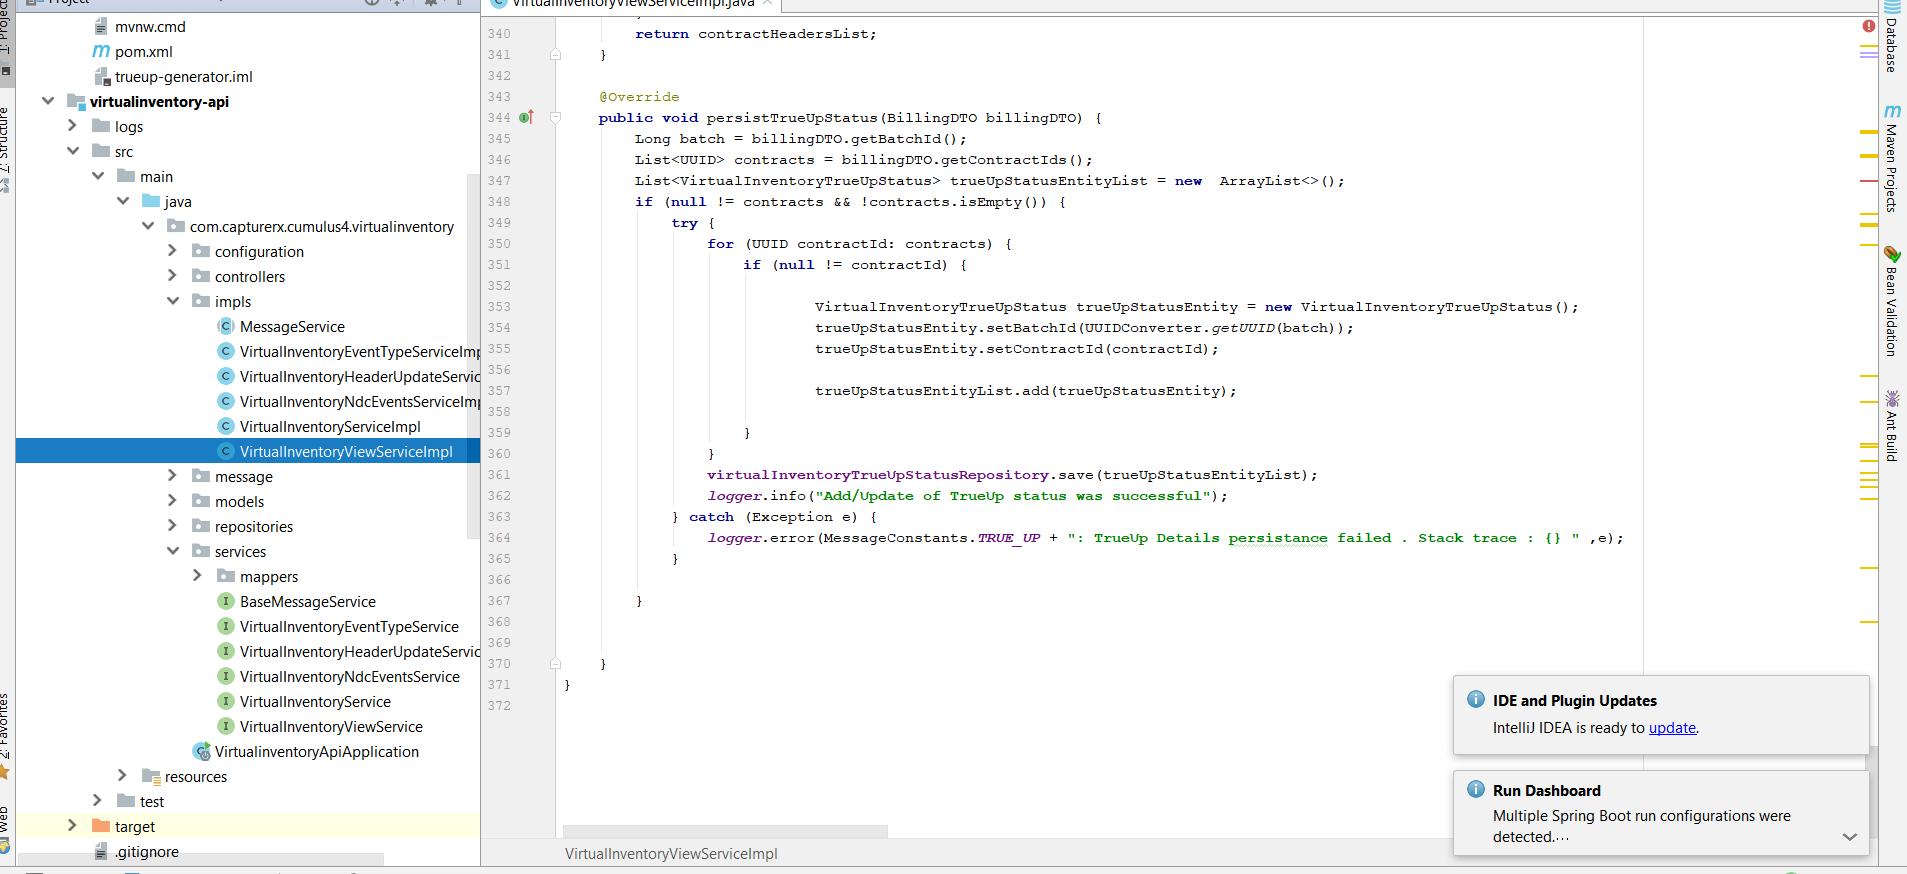 Project
VirtualInventoryViewServiceImpl.java
1: Project
7: Structure
2: Favorites
Web
mvnw.cmd
pom.xml
trueup-generator.iml
virtualinventory-api
logs
src
main
java
com.capturerx.cumulus4.virtualinventory
configuration
controllers
impls
MessageService
VirtualInventoryEventTypeServiceImp
VirtualInventoryHeaderUpdateServic
VirtualInventoryNdcEventsServiceImp
VirtualInventoryServiceImpl
VirtualInventoryViewServiceImpl
message
models
repositories
services
mappers
BaseMessageService
VirtualInventoryEventTypeService
VirtualInventoryHeaderUpdateServic
VirtualInventoryNdcEventsService
VirtualInventoryService
VirtualInventoryViewService
VirtualinventoryApiApplication
resources
test
target
.gitignore
340 return contractHeadersList;
341 }
342
343 @Override
344 public void persistTrueUpStatus(BillingDTO billingDTO) {
345 Long batch = billingDTO.getBatchId();
346 List<UUID> contracts = billingDTO.getContractIds();
347 List<VirtualInventoryTrueUpStatus> trueUpStatusEntityList = new  ArrayList<>();
348 if (null != contracts && !contracts.isEmpty()) {
349 try {
350 for (UUID contractId: contracts) {
351 if (null != contractId) {
352
353 VirtualInventoryTrueUpStatus trueUpStatusEntity = new VirtualInventoryTrueUpStatus();
354 trueUpStatusEntity.setBatchId(UUIDConverter.getUUID(batch));
355 trueUpStatusEntity.setContractId(contractId);
356
357 trueUpStatusEntityList.add(trueUpStatusEntity);
358
359 }
360 }
361 virtualInventoryTrueUpStatusRepository.save(trueUpStatusEntityList);
362 logger.info("Add/Update of TrueUp status was successful");
363 } catch (Exception e) {
364 logger.error(MessageConstants.TRUE_UP + ": TrueUp Details persistance failed . Stack trace : {} " ,e);
365 }
366
367 }
368
369
370 }
371 }
372
VirtualInventoryViewServiceImpl
IDE and Plugin Updates
IntelliJ IDEA is ready to update.
Run Dashboard
Multiple Spring Boot run configurations were
detected.···
Database
Maven Projects
Bean Validation
Ant Build